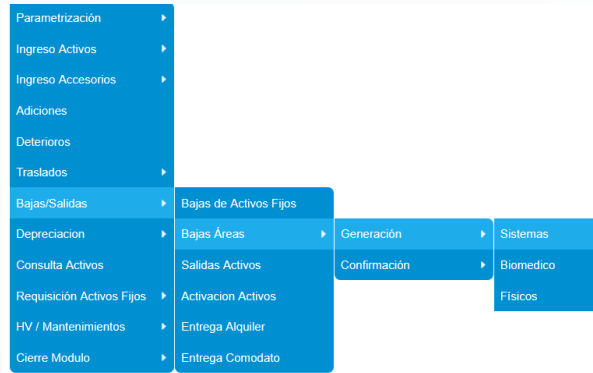 Parametrización
Ingreso Activos
Ingreso Accesorios
Adiciones
Deterioros
Traslados
Bajas/Salidas
Depreciacion
Consulta Activos
Requisición Activos Fijos
HV / Mantenimientos
Cierre Modulo
Bajas de Activos Fijos
Bajas Áreas
Salidas Activos
Activacion Activos
Entrega Alquiler
Entrega Comodato
Generación
Confirmación
Sistemas
Biomedico
Físicos